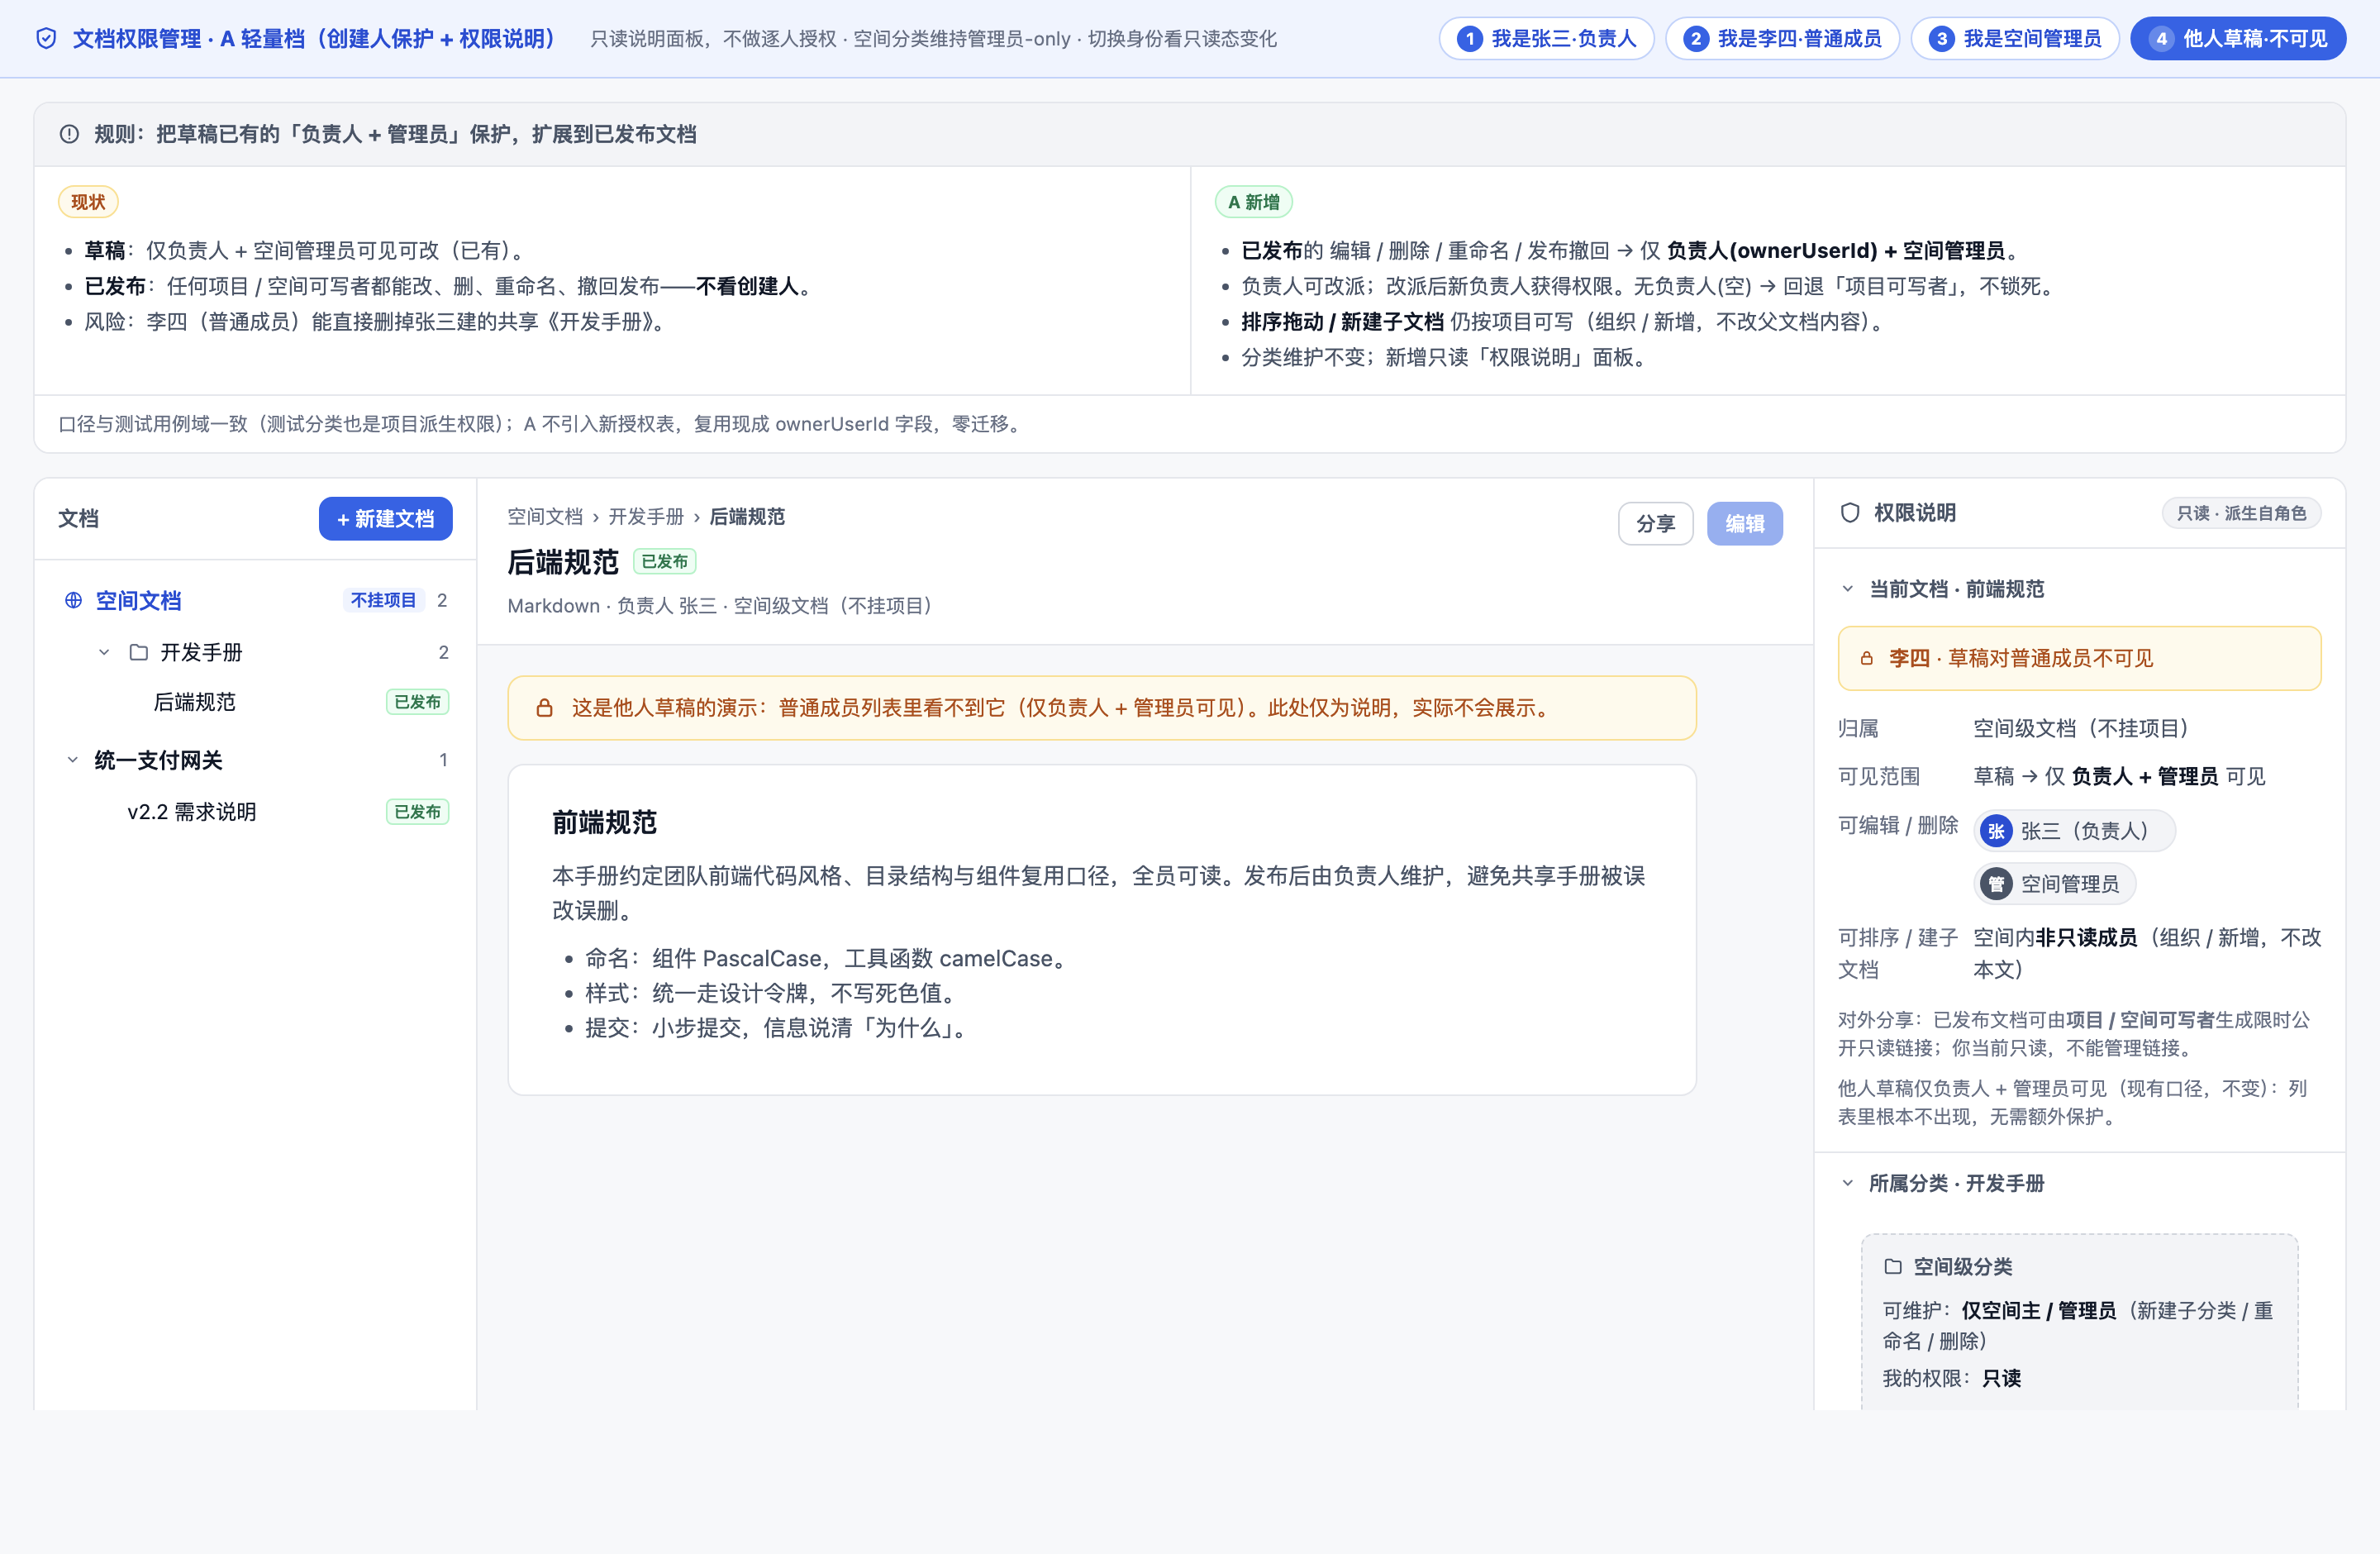 文档权限管理 · A 轻量档（创建人保护 + 权限说明）
只读说明面板，不做逐人授权 · 空间分类维持管理员-only · 切换身份看只读态变化
1 我是张三·负责人
2 我是李四·普通成员
3 我是空间管理员
4 他人草稿·不可见
规则：把草稿已有的「负责人 + 管理员」保护，扩展到已发布文档
现状
• 草稿：仅负责人 + 空间管理员可见可改（已有）。
• 已发布：任何项目 / 空间可写者都能改、删、重命名、撤回发布——不看创建人。
• 风险：李四（普通成员）能直接删掉张三建的共享《开发手册》。
A 新增
• 已发布的 编辑 / 删除 / 重命名 / 发布撤回 → 仅 负责人(ownerUserId) + 空间管理员。
• 负责人可改派；改派后新负责人获得权限。无负责人(空) → 回退「项目可写者」，不锁死。
• 排序拖动 / 新建子文档 仍按项目可写（组织 / 新增，不改父文档内容）。
• 分类维护不变；新增只读「权限说明」面板。
口径与测试用例域一致（测试分类也是项目派生权限）；A 不引入新授权表，复用现成 ownerUserId 字段，零迁移。
文档
+ 新建文档
空间文档 不挂项目 2
开发手册 2
后端规范 已发布
统一支付网关 1
v2.2 需求说明 已发布
空间文档 › 开发手册 › 后端规范
分享
编辑
后端规范 已发布
Markdown · 负责人 张三 · 空间级文档（不挂项目）
这是他人草稿的演示：普通成员列表里看不到它（仅负责人 + 管理员可见）。此处仅为说明，实际不会展示。
前端规范
本手册约定团队前端代码风格、目录结构与组件复用口径，全员可读。发布后由负责人维护，避免共享手册被误
改误删。
• 命名：组件 PascalCase，工具函数 camelCase。
• 样式：统一走设计令牌，不写死色值。
• 提交：小步提交，信息说清「为什么」。
权限说明
只读 · 派生自角色
当前文档 · 前端规范
李四 · 草稿对普通成员不可见
归属 空间级文档（不挂项目）
可见范围 草稿 → 仅 负责人 + 管理员 可见
可编辑 / 删除 张 张三（负责人）
管 空间管理员
可排序 / 建子 空间内非只读成员（组织 / 新增，不改
文档 本文）
对外分享：已发布文档可由项目 / 空间可写者生成限时公
开只读链接；你当前只读，不能管理链接。
他人草稿仅负责人 + 管理员可见（现有口径，不变）：列
表里根本不出现，无需额外保护。
所属分类 · 开发手册
空间级分类
可维护：仅空间主 / 管理员（新建子分类 / 重
命名 / 删除）
我的权限：只读